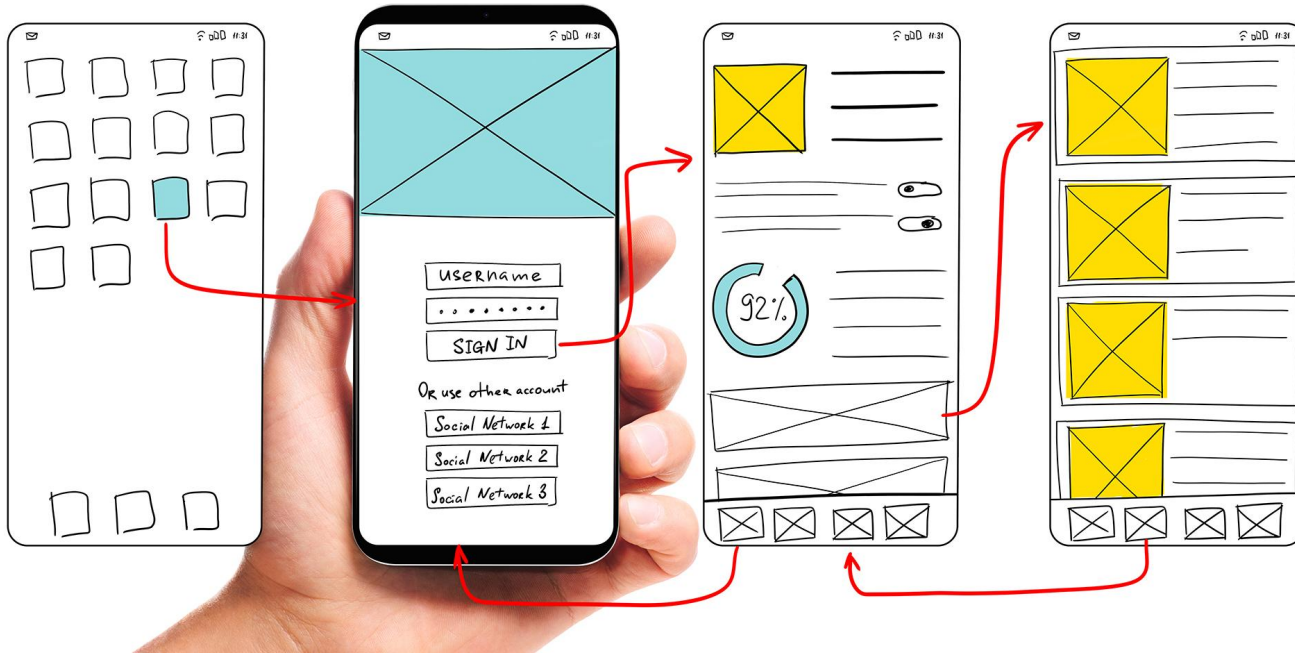 11:31
11:31
username
SIGN IN
OR use other account
Social Network 1
Social Network 2
Social Network 3
11:31
92%
11:31